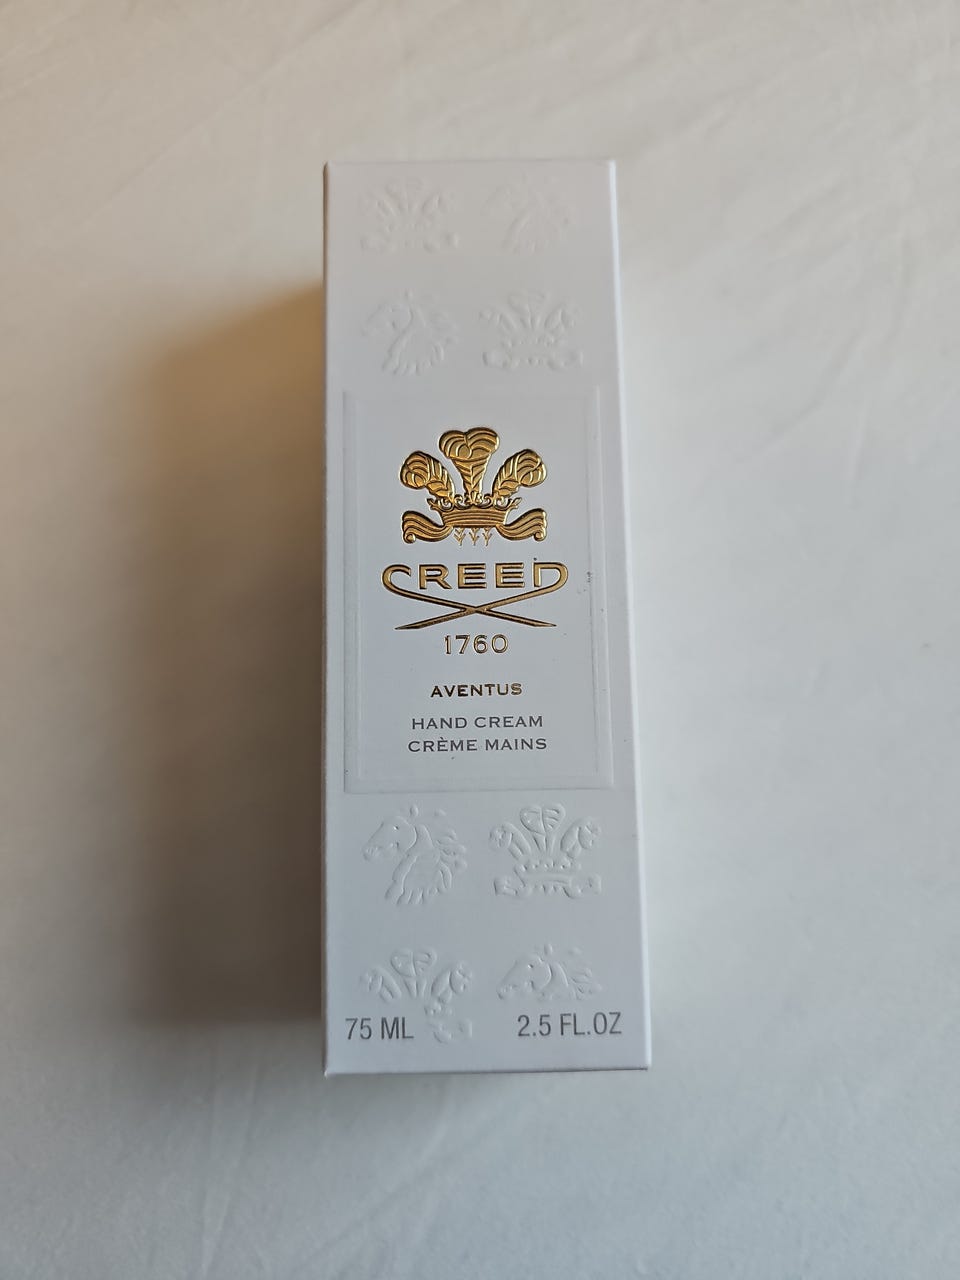 CREED
1760
AVENTUS
HAND CREAM
CRÈME MAINS
75 ML 2.5 FL.OZ